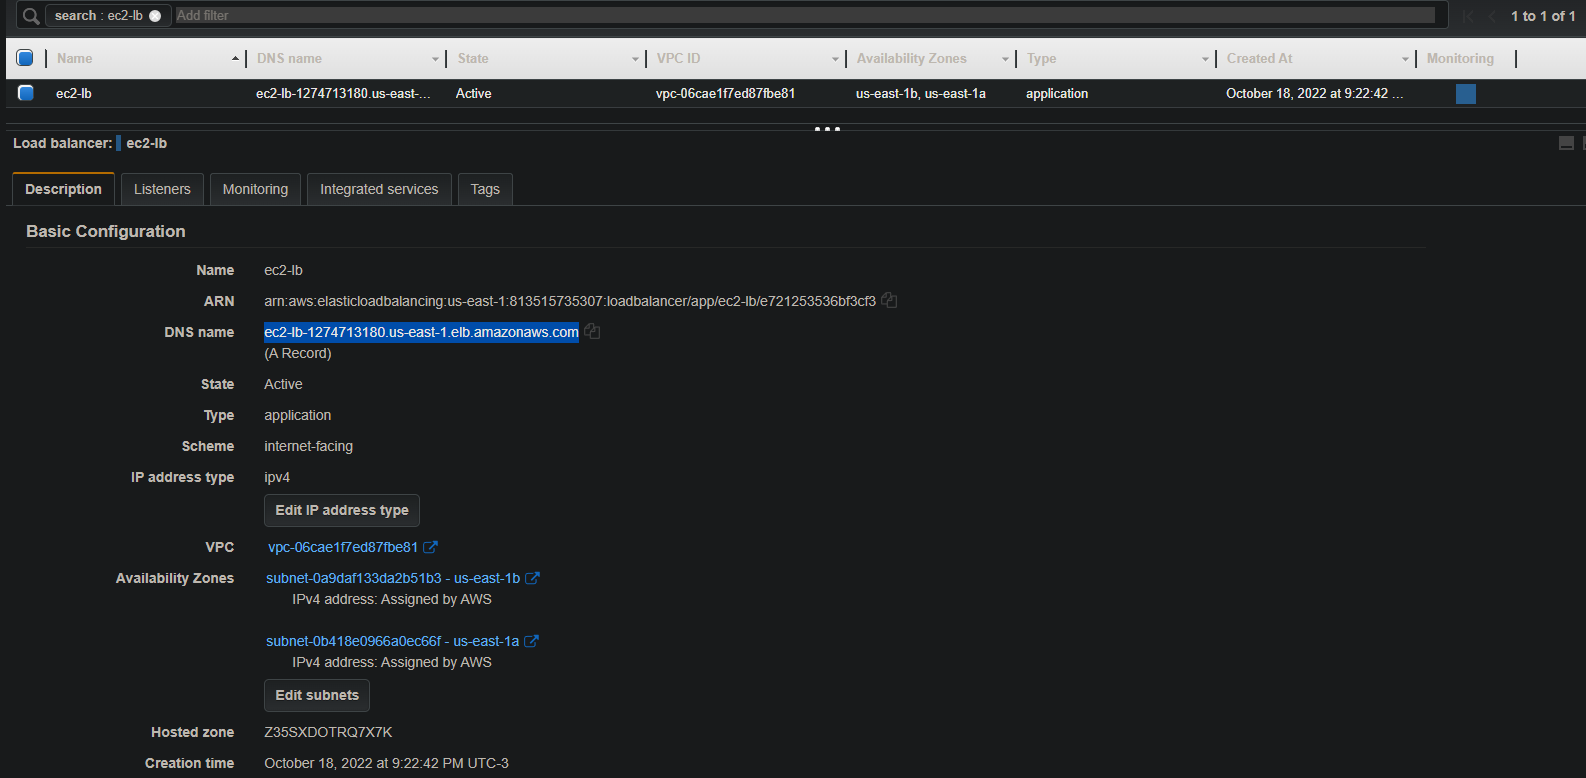 search : ec2-lb Add filter 1 to 1 of 1
Name DNS name State VPC ID Availability Zones Type Created At Monitoring
ec2-lb ec2-lb-1274713180.us-east-... Active vpc-06cae1f7ed87fbe81 us-east-1b, us-east-1a application October 18, 2022 at 9:22:42 ...
Load balancer: ec2-lb
Description Listeners Monitoring Integrated services Tags
Basic Configuration
Name ec2-lb
ARN arn:aws:elasticloadbalancing:us-east-1:813515735307:loadbalancer/app/ec2-lb/e721253536bf3cf3
DNS name ec2-lb-1274713180.us-east-1.elb.amazonaws.com
(A Record)
State Active
Type application
Scheme internet-facing
IP address type ipv4
Edit IP address type
VPC vpc-06cae1f7ed87fbe81
Availability Zones subnet-0a9daf133da2b51b3 - us-east-1b
IPv4 address: Assigned by AWS
subnet-0b418e0966a0ec66f - us-east-1a
IPv4 address: Assigned by AWS
Edit subnets
Hosted zone Z35SXDOTRQ7X7K
Creation time October 18, 2022 at 9:22:42 PM UTC-3